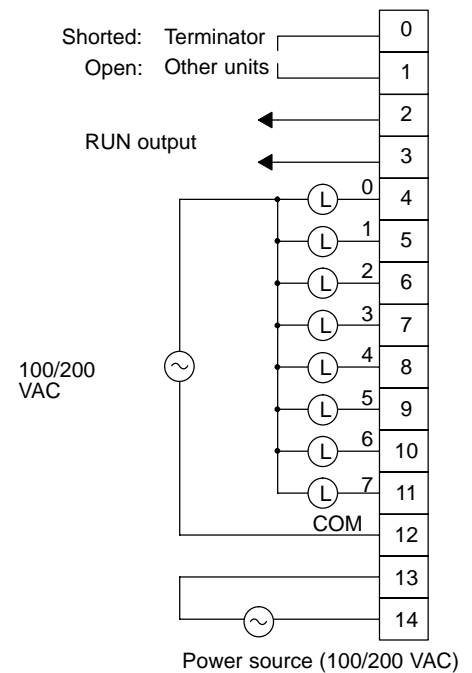 Shorted: Terminator 0
Open: Other units 1
2
RUN output
3
L 0 4
L 1 5
L 2 6
L 3 7
100/200
VAC
L 4 8
L 5 9
L 6 10
L 7 11
COM 12
13
14
Power source (100/200 VAC)